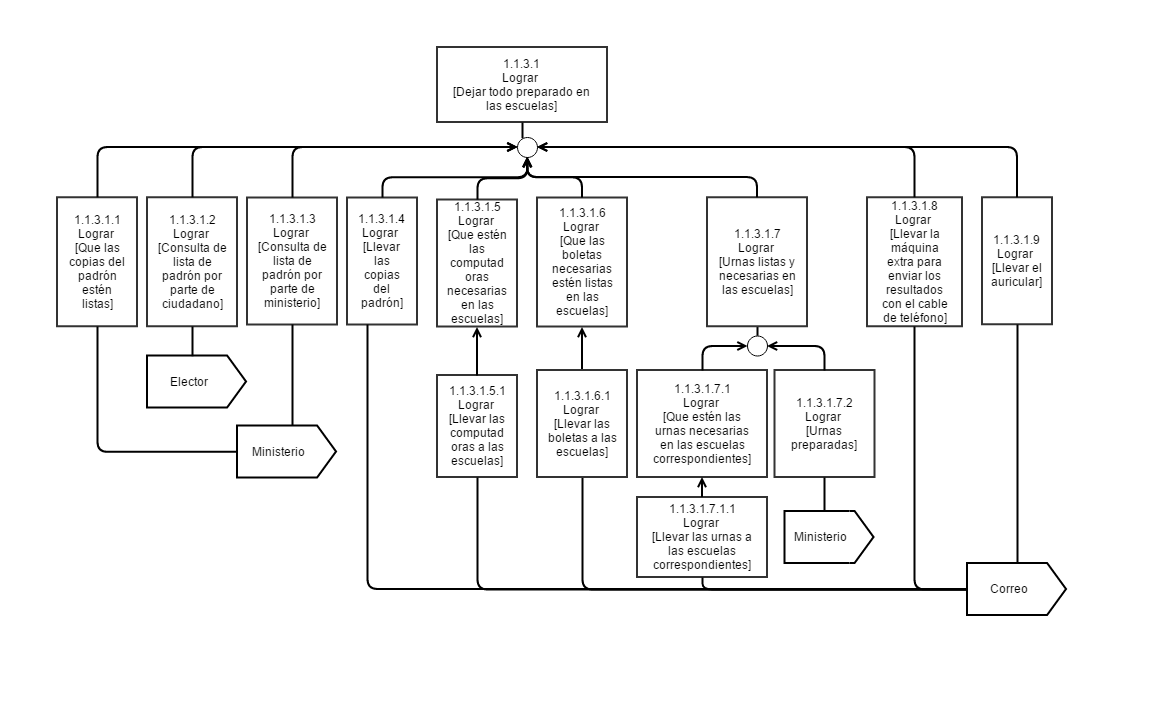 1.1.3.1
Lograr
[Dejar todo preparado en
las escuelas]
1.1.3.1.1
Lograr
[Que las
copias del
padrón
estén
listas]
1.1.3.1.2
Lograr
[Consulta de
lista de
padrón por
parte de
ciudadano]
1.1.3.1.3
Lograr
[Consulta de
lista de
padrón por
parte de
ministerio]
1.1.3.1.4
Lograr
[Llevar
las
copias
del
padrón]
1.1.3.1.5
Lograr
[Que estén
las
computad
oras
necesarias
en las
escuelas]
1.1.3.1.6
Lograr
[Que las
boletas
necesarias
estén listas
en las
escuelas]
1.1.3.1.7
Lograr
[Urnas listas y
necesarias en
las escuelas]
1.1.3.1.8
Lograr
[Llevar la
máquina
extra para
enviar los
resultados
con el cable
de teléfono]
1.1.3.1.9
Lograr
[Llevar el
auricular]
Elector
Ministerio
1.1.3.1.5.1
Lograr
[Llevar las
computad
oras a las
escuelas]
1.1.3.1.6.1
Lograr
[Llevar las
boletas a las
escuelas]
1.1.3.1.7.1
Lograr
[Que estén las
urnas necesarias
en las escuelas
correspondientes]
1.1.3.1.7.2
Lograr
[Urnas
preparadas]
1.1.3.1.7.1.1
Lograr
[Llevar las urnas a
las escuelas
correspondientes]
Ministerio
Correo